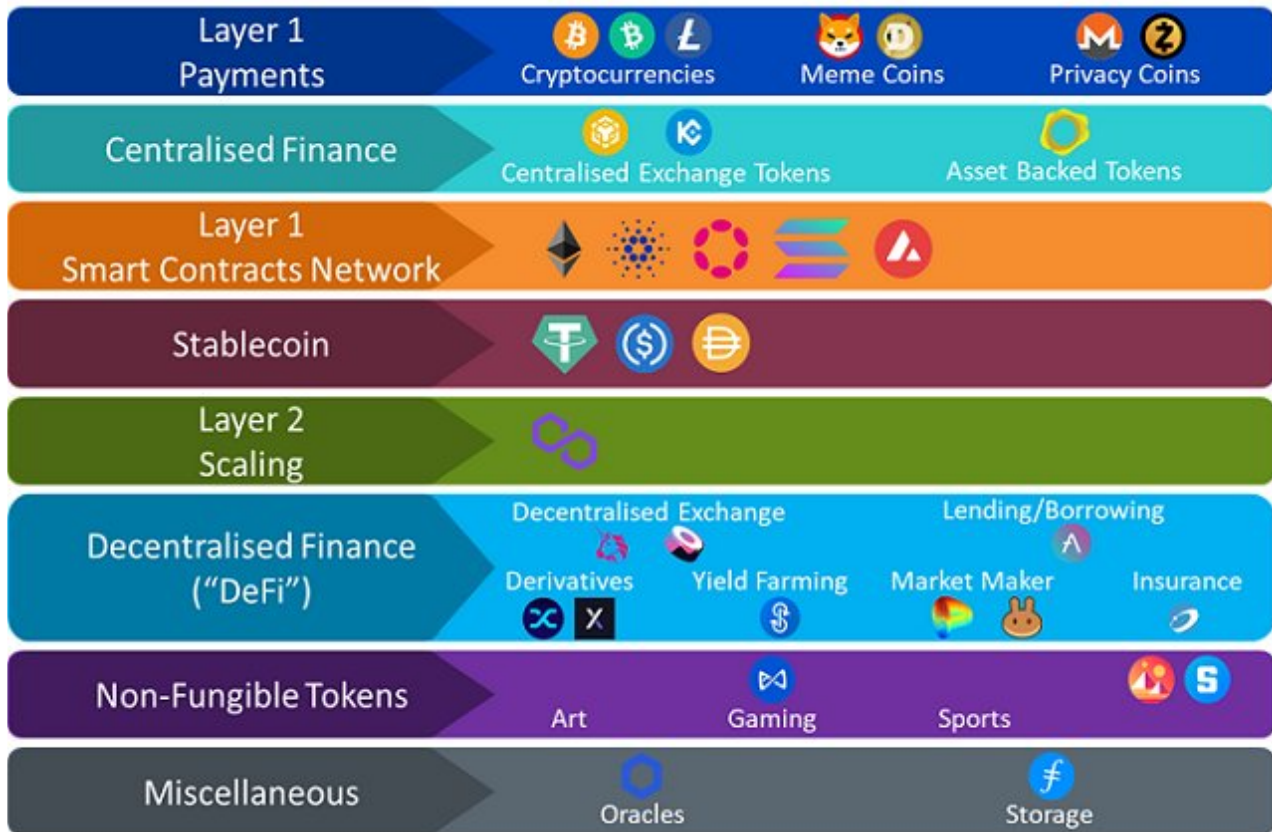 Layer 1
Payments
Cryptocurrencies
Meme Coins
Privacy Coins
Centralised Finance
Centralised Exchange Tokens
Asset Backed Tokens
Layer 1
Smart Contracts Network
Stablecoin
Layer 2
Scaling
Decentralised Finance
("DeFi")
Decentralised Exchange
Lending/Borrowing
Derivatives
Yield Farming
Market Maker
Insurance
Non-Fungible Tokens
Art
Gaming
Sports
Miscellaneous
Oracles
Storage